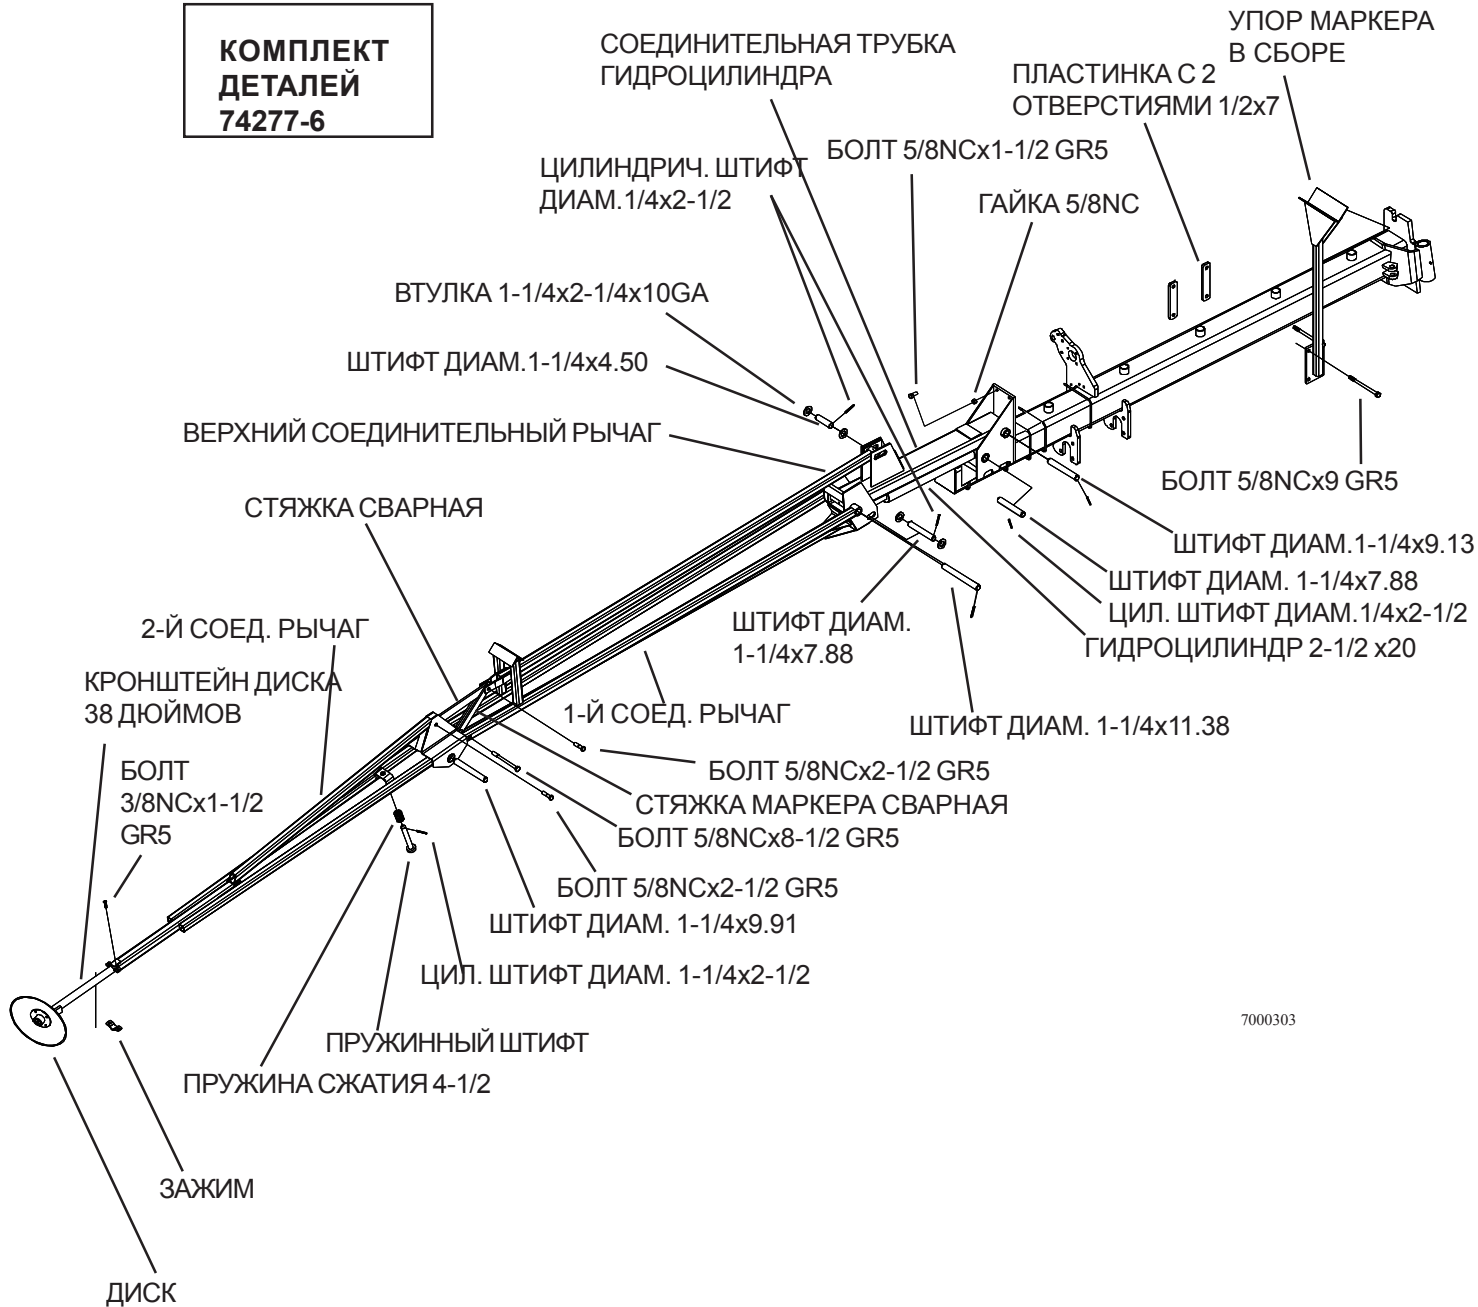 КОМПЛЕКТ
ДЕТАЛЕЙ
74277-6
СОЕДИНИТЕЛЬНАЯ ТРУБКА
ГИДРОЦИЛИНДРА
УПОР МАРКЕРА
В СБОРЕ
ПЛАСТИНКА С 2
ОТВЕРСТИЯМИ 1/2x7
БОЛТ 5/8NCx1-1/2 GR5
ЦИЛИНДРИЧ. ШТИФТ
ДИАМ.1/4x2-1/2
ГАЙКА 5/8NC
ВТУЛКА 1-1/4x2-1/4x10GA
ШТИФТ ДИАМ.1-1/4x4.50
ВЕРХНИЙ СОЕДИНИТЕЛЬНЫЙ РЫЧАГ
БОЛТ 5/8NCx9 GR5
СТЯЖКА СВАРНАЯ
ШТИФТ ДИАМ.1-1/4x9.13
ШТИФТ ДИАМ. 1-1/4x7.88
ЦИЛ. ШТИФТ ДИАМ.1/4x2-1/2
ГИДРОЦИЛИНДР 2-1/2 x20
ШТИФТ ДИАМ.
1-1/4x7.88
2-Й СОЕД. РЫЧАГ
КРОНШТЕЙН ДИСКА
38 ДЮЙМОВ
1-Й СОЕД. РЫЧАГ
ШТИФТ ДИАМ. 1-1/4x11.38
БОЛТ
3/8NCx1-1/2
GR5
БОЛТ 5/8NCx2-1/2 GR5
СТЯЖКА МАРКЕРА СВАРНАЯ
БОЛТ 5/8NCx8-1/2 GR5
БОЛТ 5/8NCx2-1/2 GR5
ШТИФТ ДИАМ. 1-1/4x9.91
ЦИЛ. ШТИФТ ДИАМ. 1-1/4x2-1/2
7000303
ПРУЖИННЫЙ ШТИФТ
ПРУЖИНА СЖАТИЯ 4-1/2
ЗАЖИМ
ДИСК